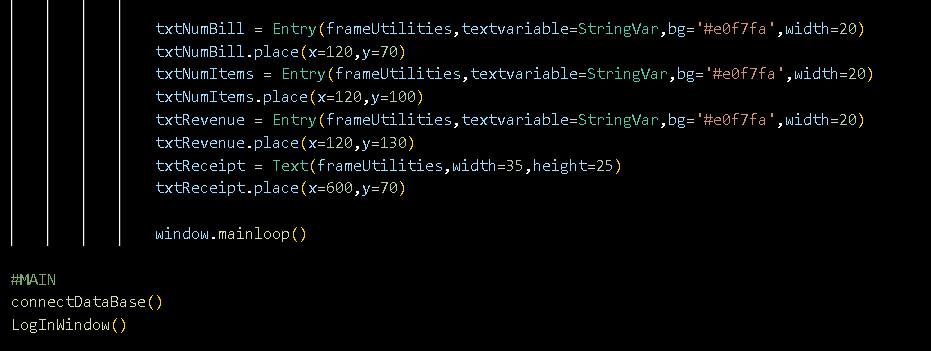 txtNumBill = Entry(frameUtilities,textvariable=StringVar,bg='#e0f7fa',width=20)
txtNumBill.place(x=120,y=70)
txtNumItems = Entry(frameUtilities,textvariable=StringVar,bg='#e0f7fa',width=20)
txtNumItems.place(x=120,y=100)
txtRevenue = Entry(frameUtilities,textvariable=StringVar,bg='#e0f7fa',width=20)
txtRevenue.place(x=120,y=130)
txtReceipt = Text(frameUtilities,width=35,height=25)
txtReceipt.place(x=600,y=70)
window.mainloop()
#MAIN
connectDataBase()
LogInWindow()